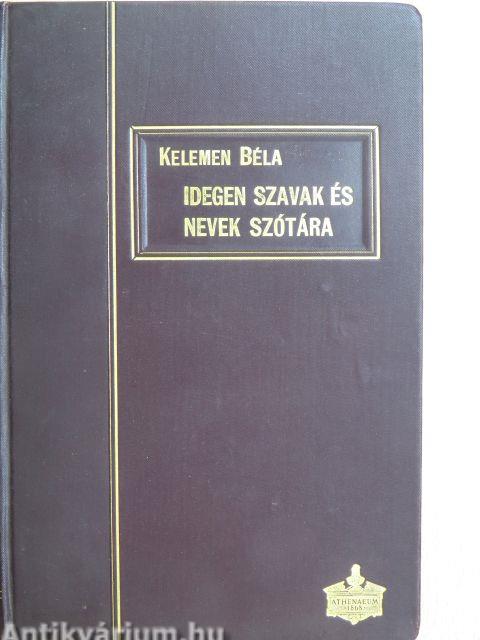 KELEMEN BÉLA
IDEGEN SZAVAK ÉS
NEVEK SZÓTÁRA
ATHENAEUM
1868
Antikvárium.hu